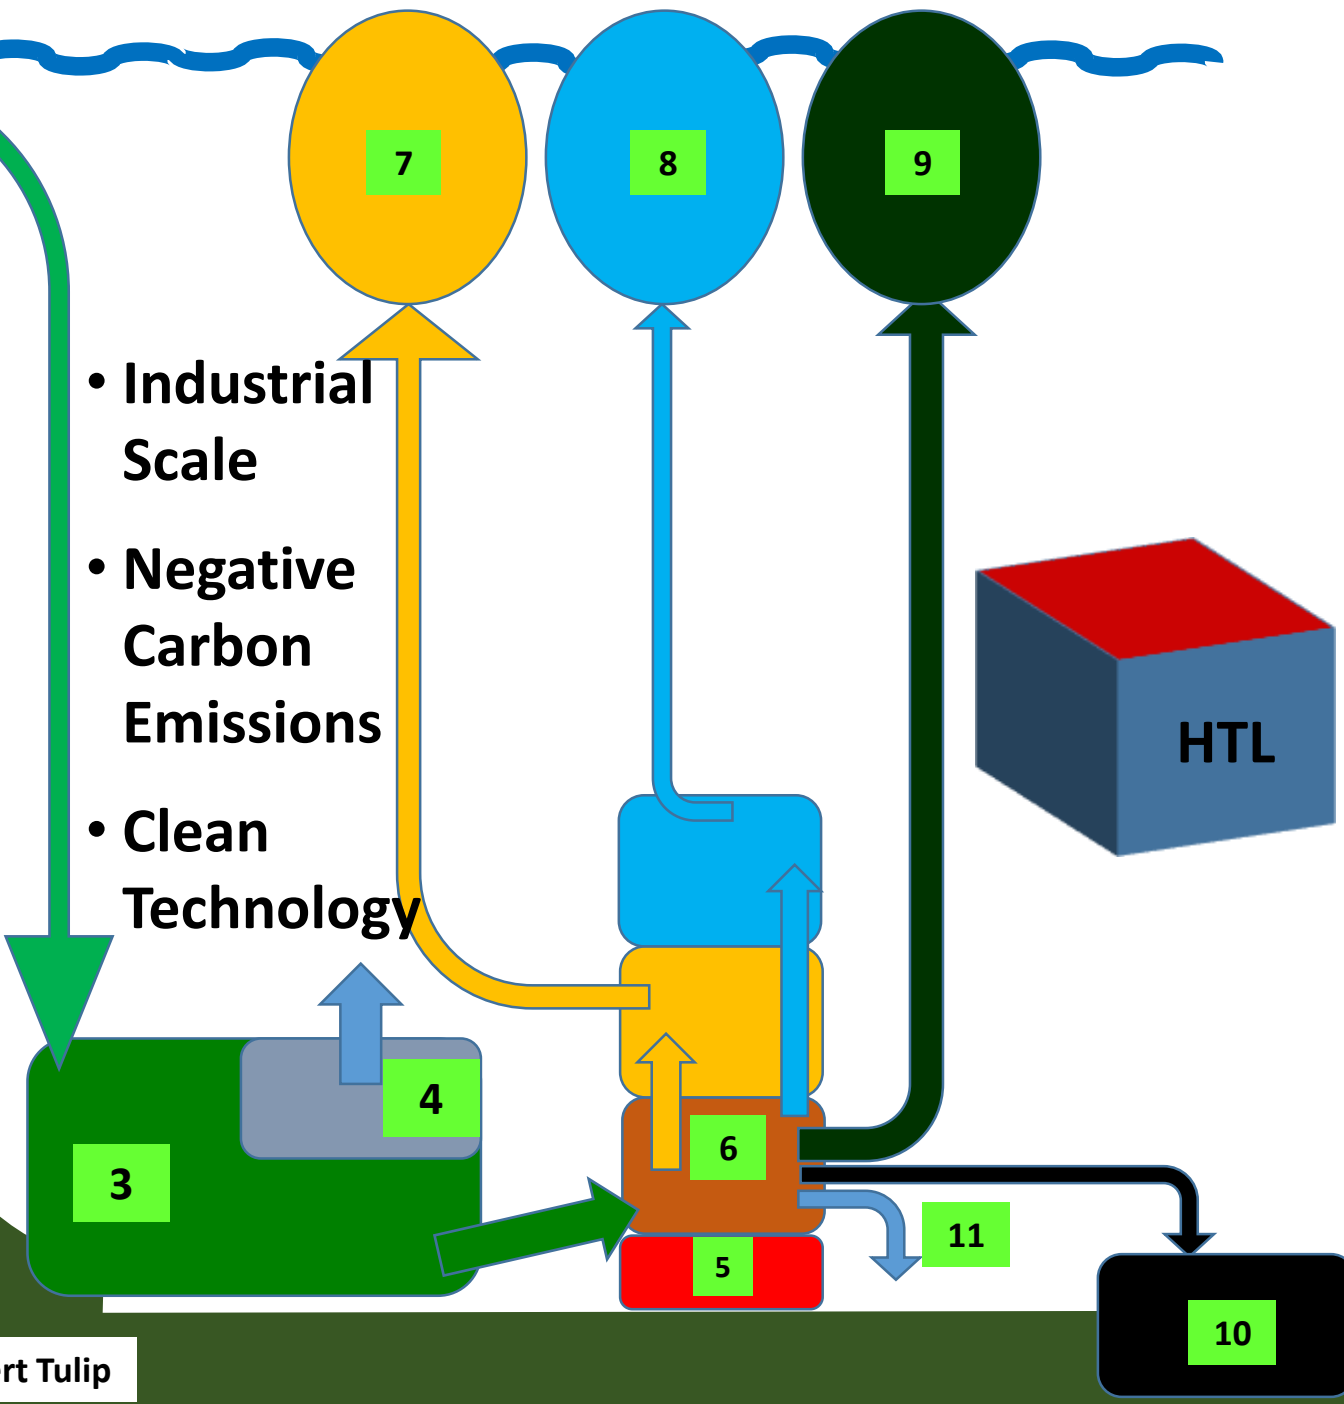 7
8
9
• Industrial
Scale
• Negative
Carbon
Emissions
HTL
• Clean
Technology
4
3
6
11
5
10
rt Tulip